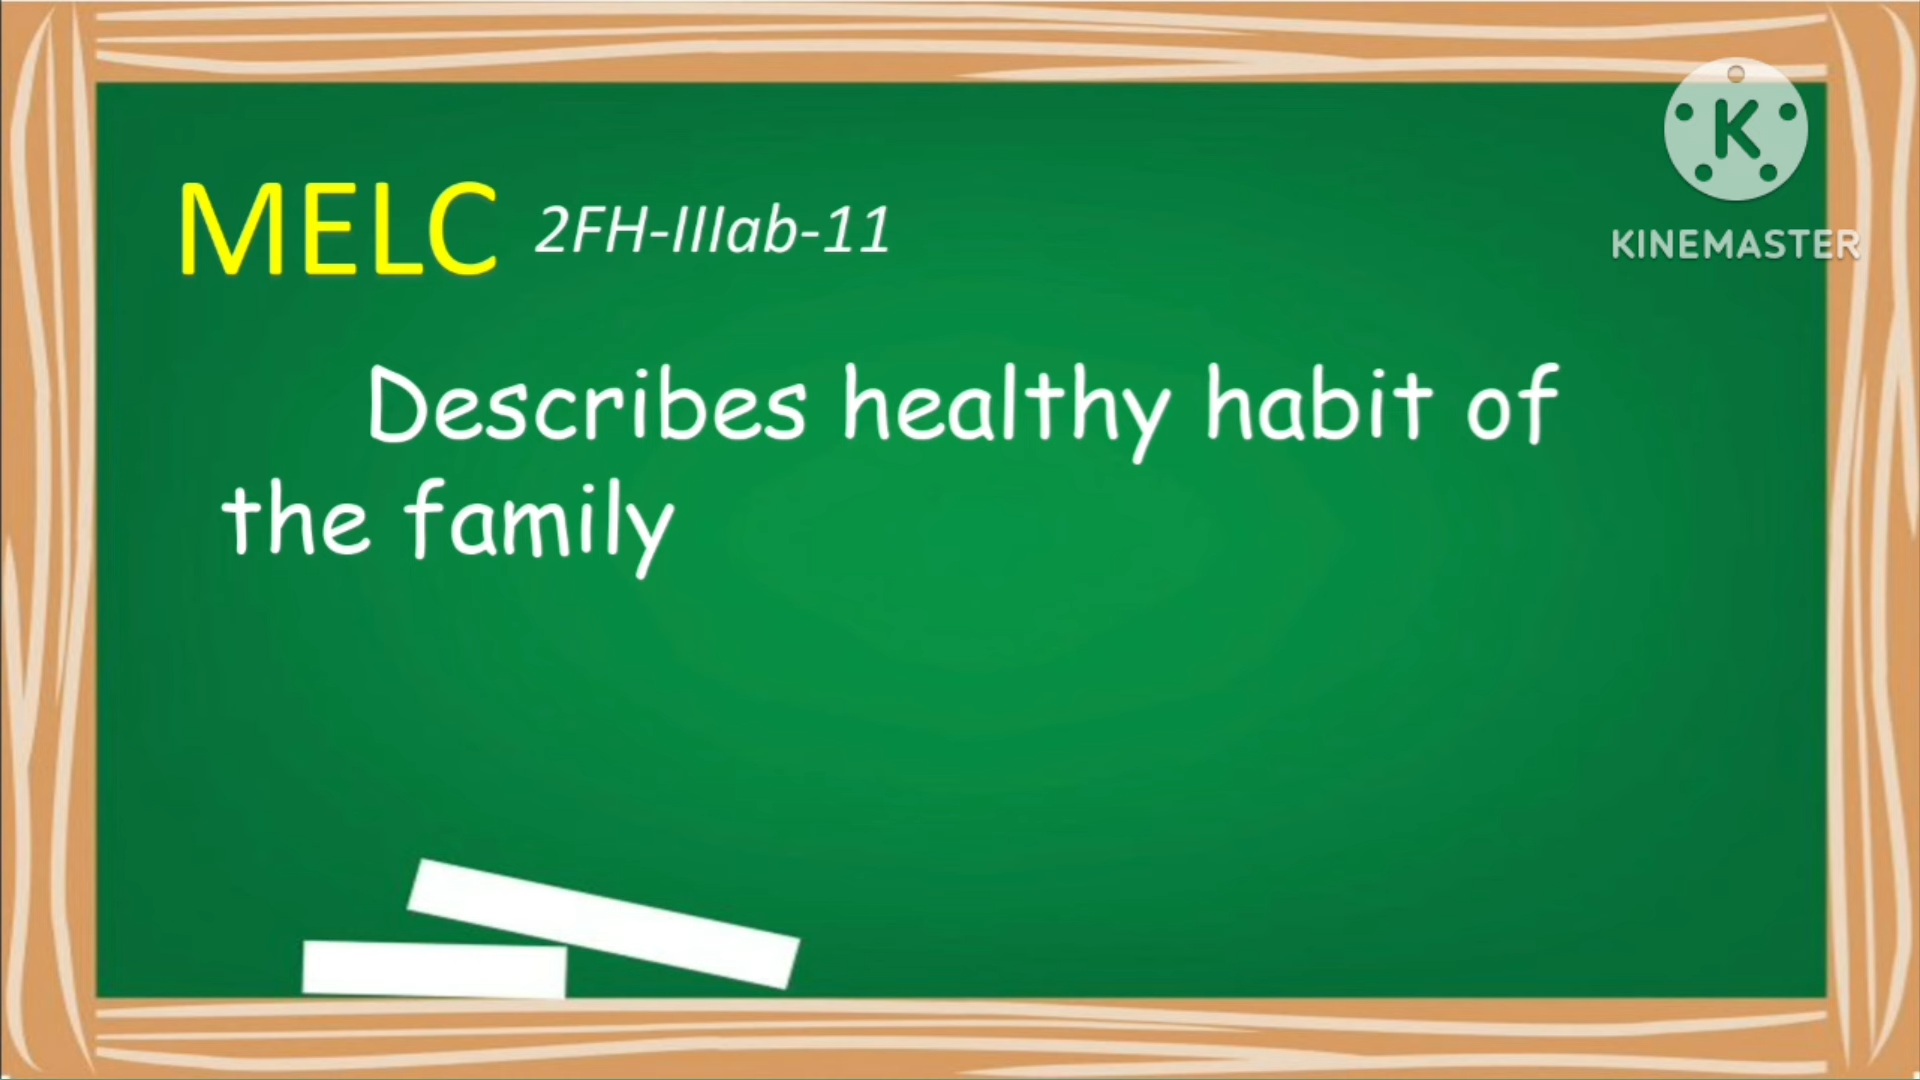 MELC 2FH-IIIab-11
K
KINEMASTER
Describes healthy habit of
the family